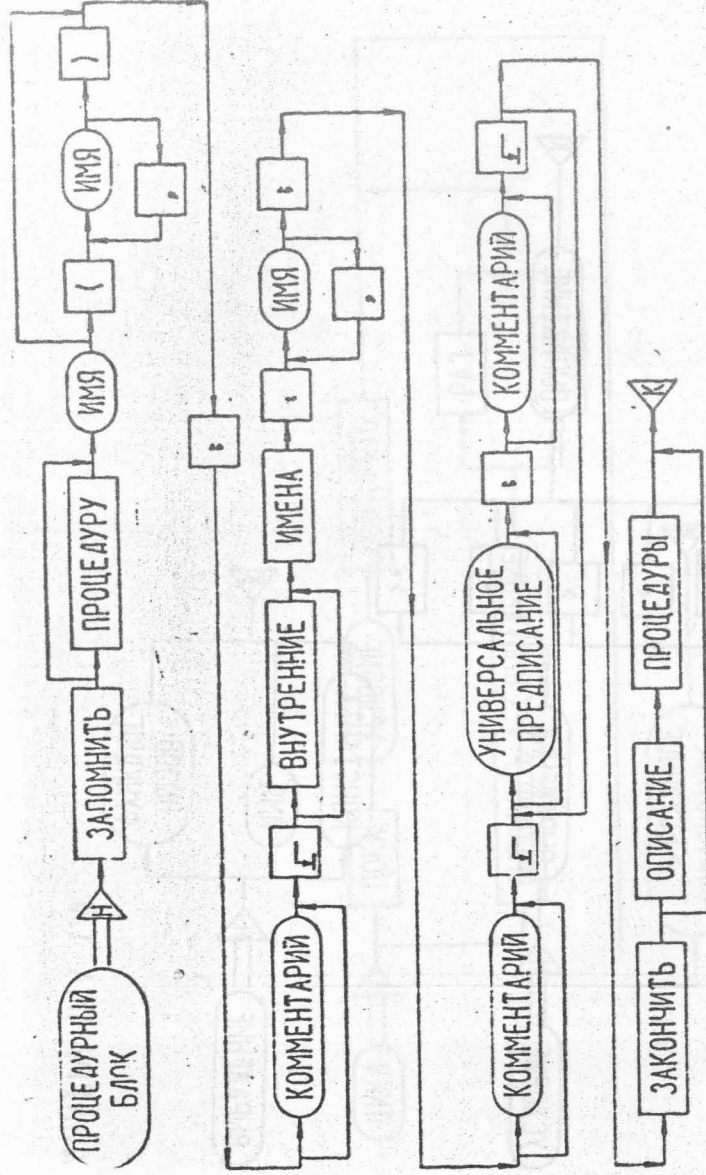 ПРОЦЕДУРНЫЙ
БЛОК
Н
ЗАПОМНИТЬ
ПРОЦЕДУРУ
ИМЯ
(
ИМЯ
,
)
;
КОММЕНТАРИЙ
ВНУТРЕННИЕ
ИМЕНА
:
ИМЯ
,
;
КОММЕНТАРИЙ
УНИВЕРСАЛЬНОЕ
ПРЕДПИСАНИЕ
;
КОММЕНТАРИЙ
ЗАКОНЧИТЬ
ОПИСАНИЕ
ПРОЦЕДУРЫ
К